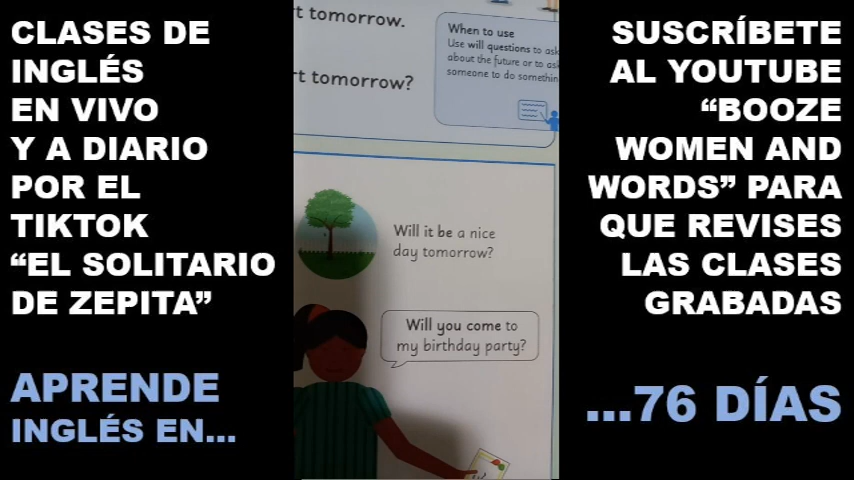 CLASES DE
INGLÉS
EN VIVO
Y A DIARIO
POR EL
TIKTOK
“EL SOLITARIO
DE ZEPITA”
APRENDE
INGLÉS EN...
t tomorrow.
rt tomorrow?
When to use
Use will questions to ask
about the future or to ask
someone to do somethin
Will it be a nice
day tomorrow?
Will you come to
my birthday party?
SUSCRÍBETE
AL YOUTUBE
“BOOZE
WOMEN AND
WORDS” PARA
QUE REVISES
LAS CLASES
GRABADAS
...76 DÍAS